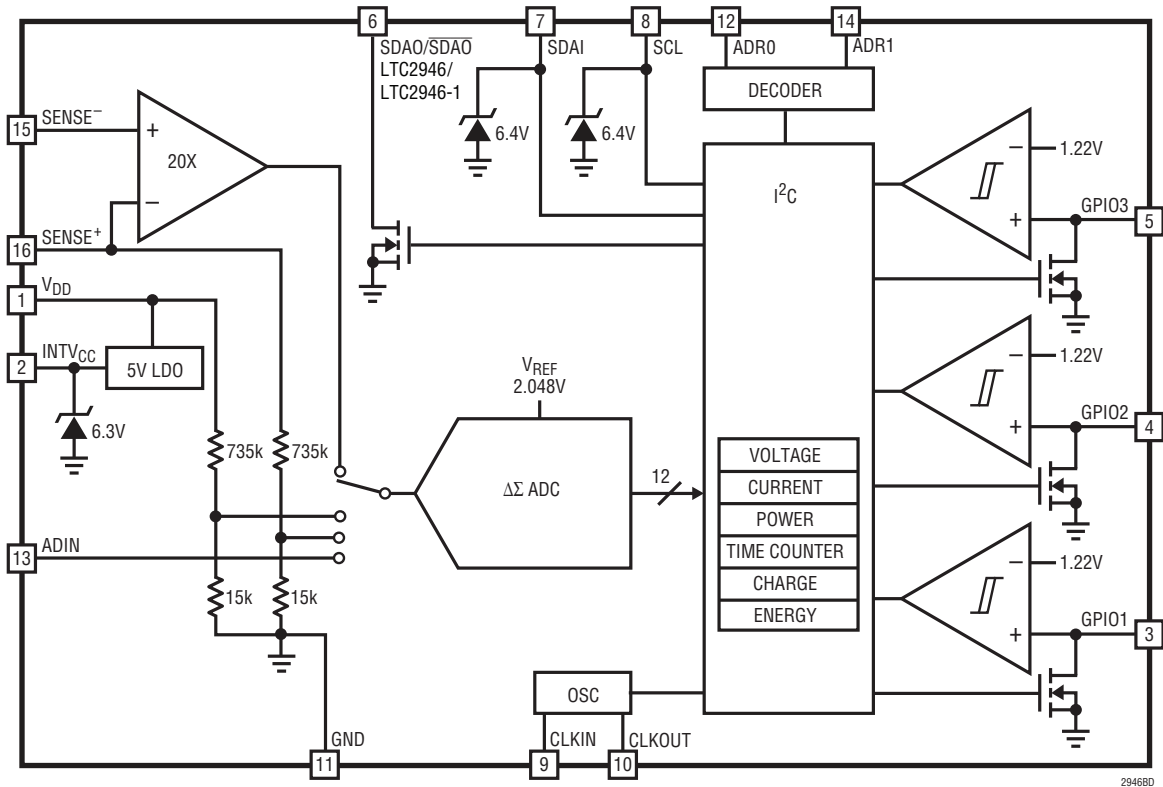 6
7
8
12
14
SDAO/SDAO
LTC2946/
LTC2946-1
SDAI
SCL
ADR0
ADR1
DECODER
15
SENSE−
+
20X
−
6.4V
6.4V
I2C
−
1.22V
+
GPIO3
5
16
SENSE+
1
VDD
2
INTVCC
5V LDO
6.3V
735k
735k
VREF
2.048V
ΔΣ ADC
12
−
1.22V
+
GPIO2
4
VOLTAGE
CURRENT
POWER
TIME COUNTER
CHARGE
ENERGY
13
ADIN
15k
15k
−
1.22V
+
GPIO1
3
OSC
GND
11
CLKIN
9
CLKOUT
10
2946BD